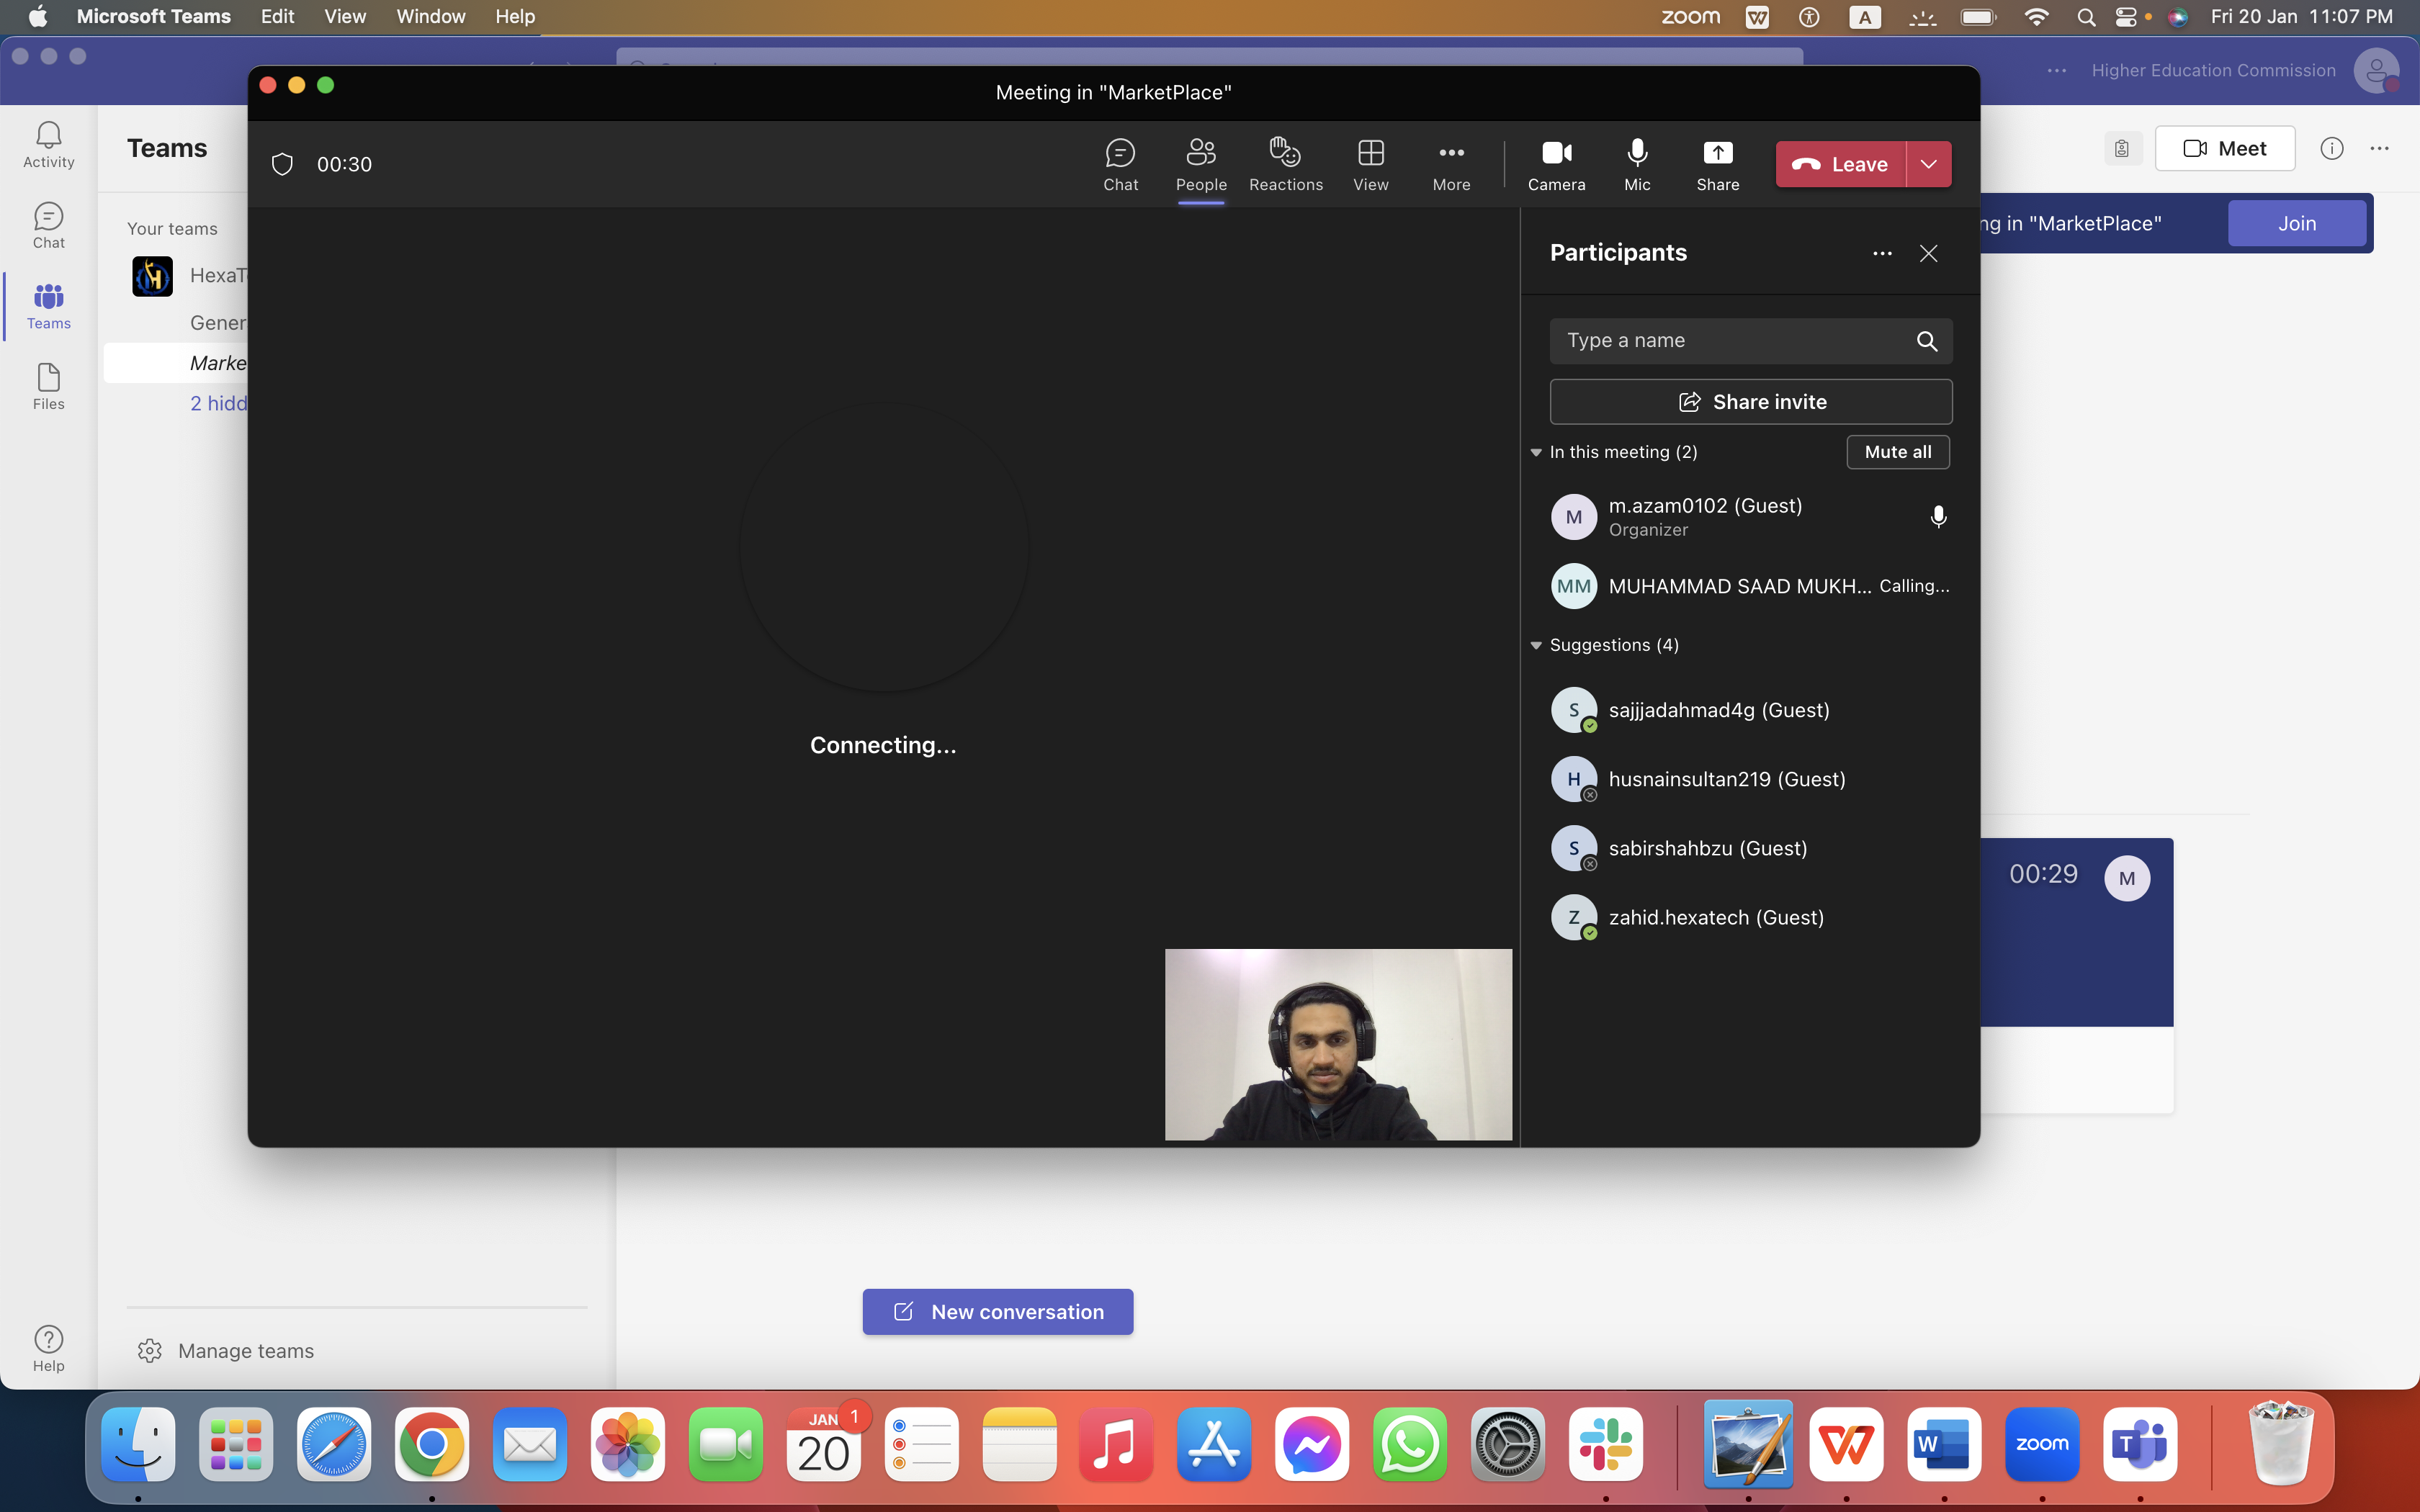 Microsoft Teams Edit View Window Help
zoom A Fri 20 Jan 11:07 PM
Higher Education Commission
Meeting in "MarketPlace"
00:30
Chat People Reactions View More Camera Mic Share Leave
Activity
Chat
Teams
Files
Help
Teams
Your teams
HexaT
Gener
Marke
2 hidd
Manage teams
Meet
ng in "MarketPlace" Join
Connecting...
Participants
Type a name
Share invite
In this meeting (2) Mute all
M m.azam0102 (Guest)
Organizer
MM MUHAMMAD SAAD MUKH... Calling...
Suggestions (4)
S sajjjadahmad4g (Guest)
H husnainsultan219 (Guest)
S sabirshahbzu (Guest)
Z zahid.hexatech (Guest)
00:29 M
New conversation
JAN 1
20
W
zoom
T